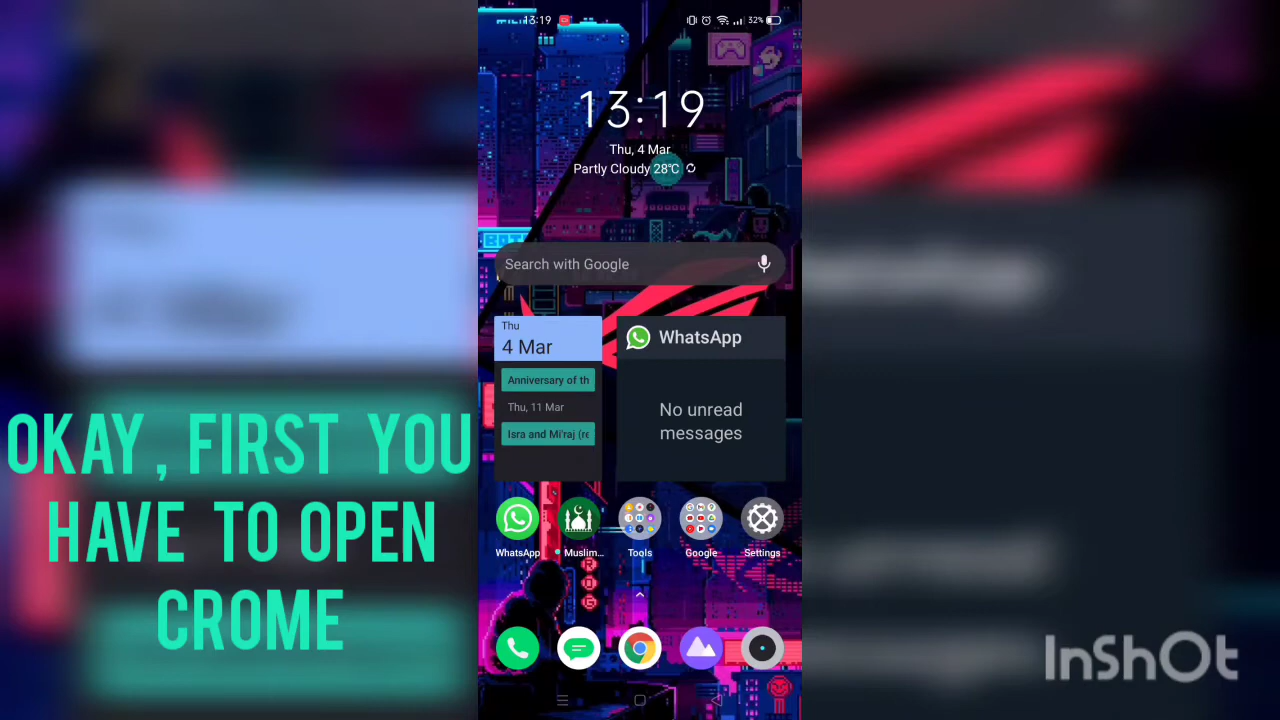 13:19
32%
13:19
Thu, 4 Mar
Partly Cloudy 28°C
Search with Google
Thu
4 Mar
Anniversary of th
Thu, 11 Mar
Isra and Mi'raj (re
WhatsApp
No unread
messages
WhatsApp
Muslim...
Tools
Google
Settings
R
O
G
OKAY , FIRST YOU
HAVE TO OPEN
CROME
InShOt